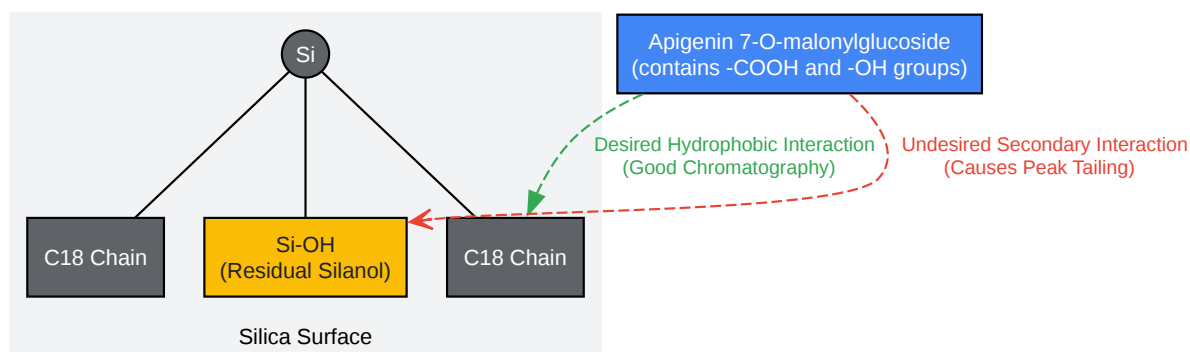 Si
Apigenin 7-O-malonylglucoside
(contains -COOH and -OH groups)
Desired Hydrophobic Interaction
(Good Chromatography)
Undesired Secondary Interaction
(Causes Peak Tailing)
C18 Chain
Si-OH
(Residual Silanol)
C18 Chain
Silica Surface